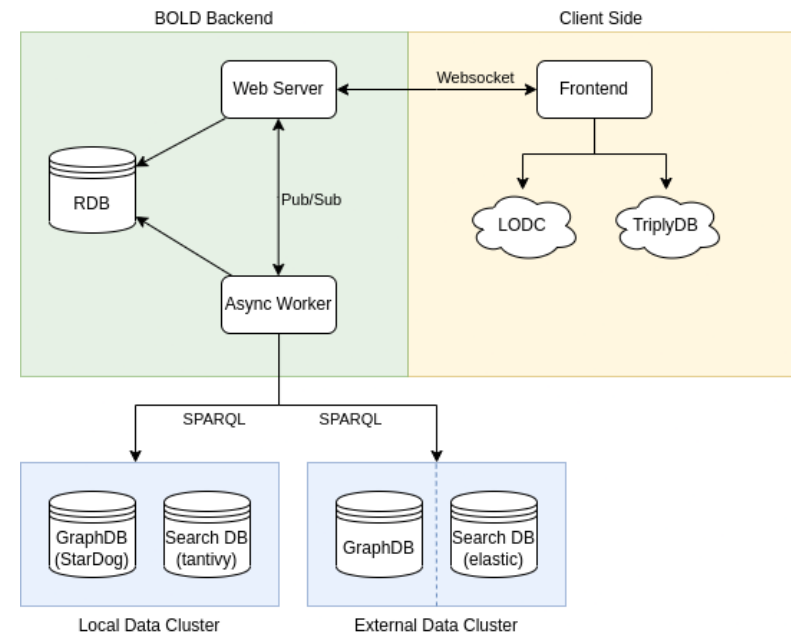 BOLD Backend
Client Side
Web Server
Websocket
Frontend
RDB
Pub/Sub
LODC
TriplyDB
Async Worker
SPARQL
SPARQL
GraphDB
(StarDog)
Search DB
(tantivy)
GraphDB
Search DB
(elastic)
Local Data Cluster
External Data Cluster